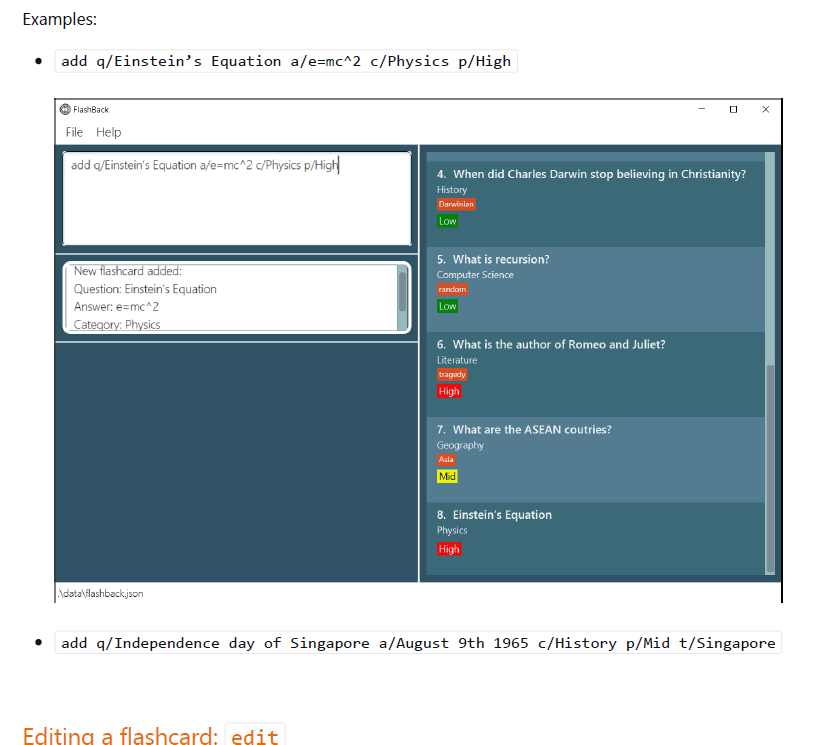 Examples:
add q/Einstein’s Equation a/e=mc^2 c/Physics p/High
FlashBack
File Help
add q/Einstein's Equation a/e=mc^2 c/Physics p/High
New flashcard added:
Question: Einstein's Equation
Answer: e=mc^2
Category: Physics
4. When did Charles Darwin stop believing in Christianity?
History
Darwinian
Low
5. What is recursion?
Computer Science
random
Low
6. What is the author of Romeo and Juliet?
Literature
tragedy
High
7. What are the ASEAN coutries?
Geography
Asia
Mid
8. Einstein's Equation
Physics
High
.\data\flashback.json
add q/Independence day of Singapore a/August 9th 1965 c/History p/Mid t/Singapore
Editing a flashcard: edit